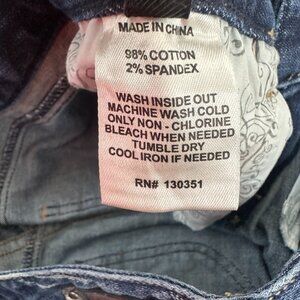 MADE IN CHINA
98% COTTON
2% SPANDEX
WASH INSIDE OUT
MACHINE WASH COLD
ONLY NON - CHLORINE
BLEACH WHEN NEEDED
TUMBLE DRY
COOL IRON IF NEEDED
RN# 130351